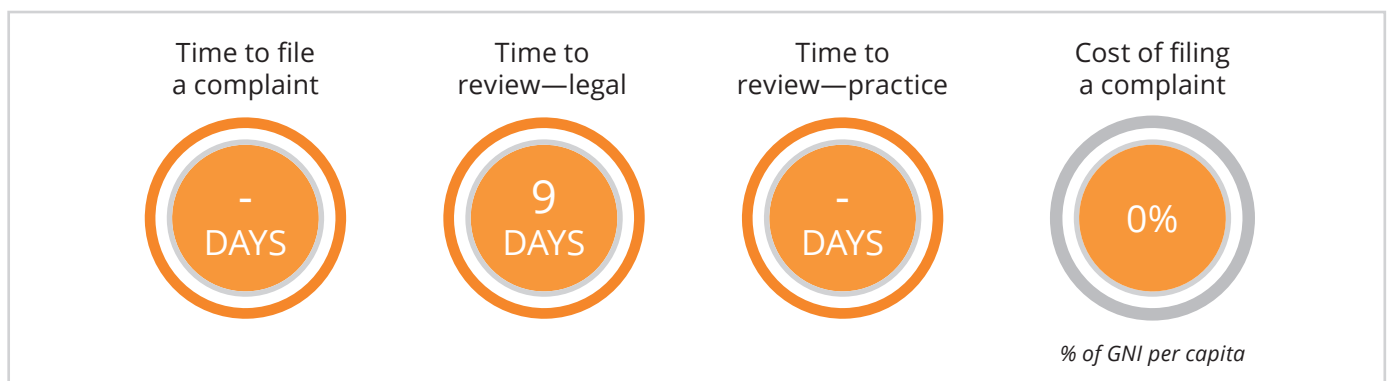 Time to file
a complaint
-
DAYS
Time to
review—legal
9
DAYS
Time to
review—practice
-
DAYS
Cost of filing
a complaint
0%
% of GNI per capita